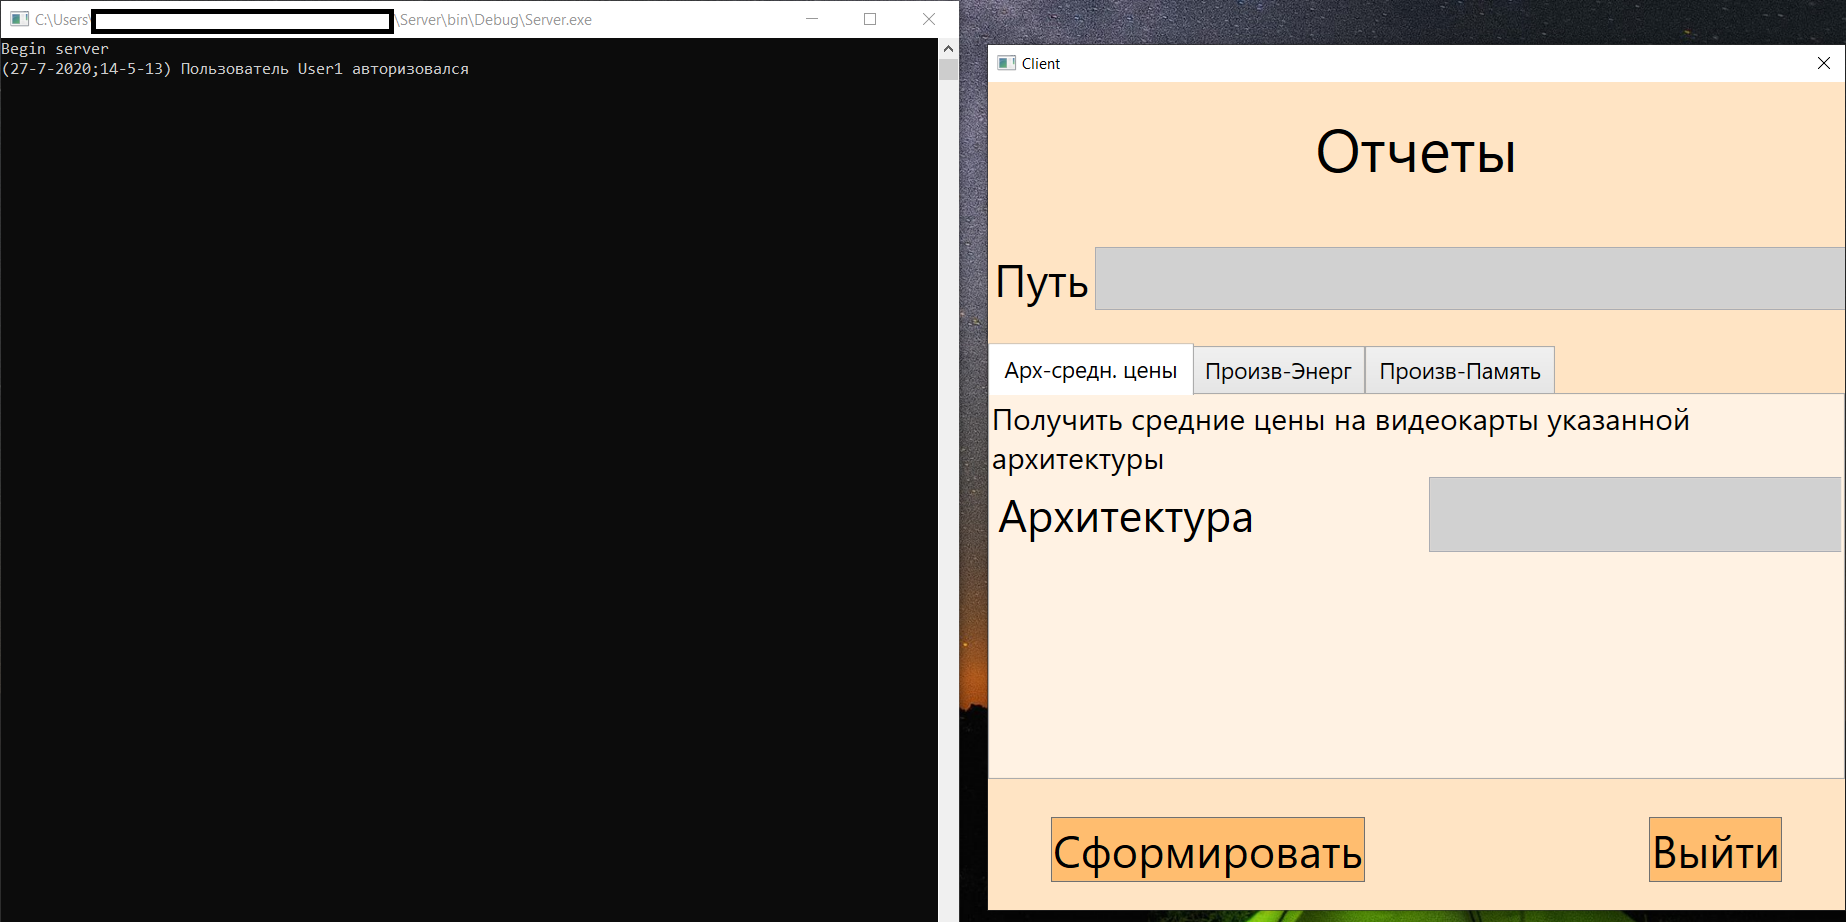 C:\Users\
\Server\bin\Debug\Server.exe
Begin server
(27-7-2020;14-5-13) Пользователь User1 авторизовался
Client
Отчеты
Путь
Арх-средн. цены
Произв-Энерг
Произв-Память
Получить средние цены на видеокарты указанной
архитектуры
Архитектура
Сформировать
Выйти